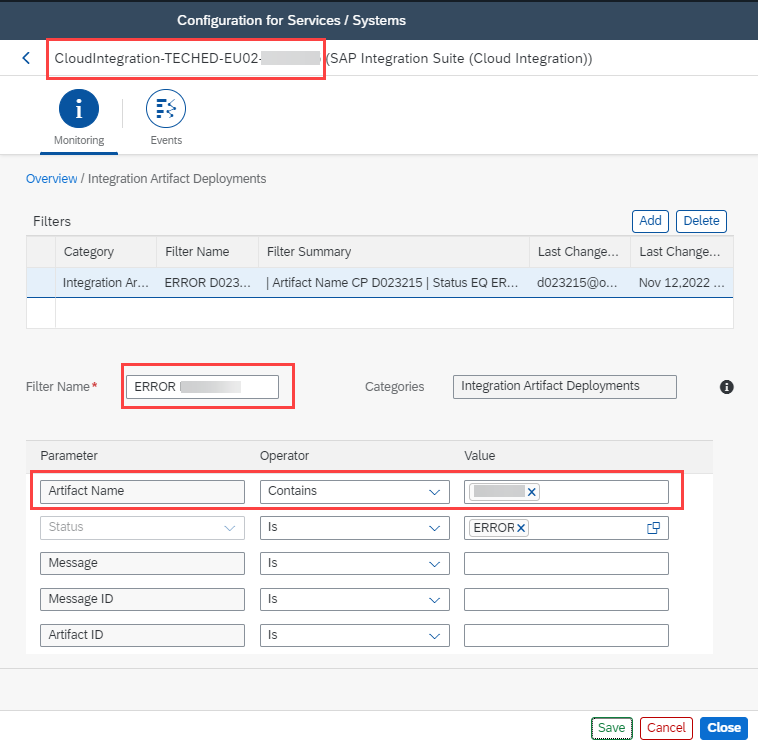 Configuration for Services / Systems
CloudIntegration-TECHED-EU02- (SAP Integration Suite (Cloud Integration))
Monitoring Events
Overview / Integration Artifact Deployments
Filters Add Delete
Category Filter Name Filter Summary Last Change... Last Change...
Integration Ar... ERROR D023... | Artifact Name CP D023215 | Status EQ ER... d023215@o... Nov 12,2022 ...
Filter Name* ERROR Categories Integration Artifact Deployments
Parameter Operator Value
Artifact Name Contains
Status Is ERROR
Message Is
Message ID Is
Artifact ID Is
Save Cancel Close